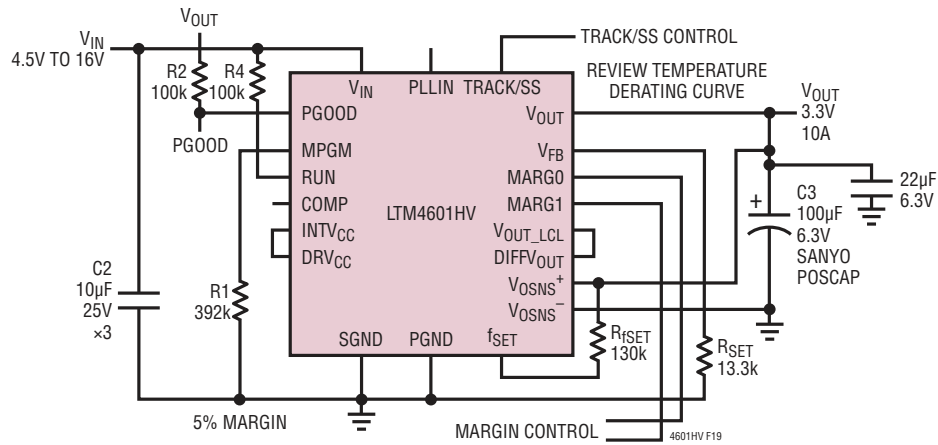 VOUT
VIN
4.5V TO 16V
R2
100k
R4
100k
PGOOD
TRACK/SS CONTROL
REVIEW TEMPERATURE
DERATING CURVE
VIN
PLLIN
TRACK/SS
PGOOD
MPGM
RUN
COMP
INTVCC
DRVCC
LTM4601HV
VOUT
VFB
MARG0
MARG1
VOUT_LCL
DIFFVOUT
VOSNS+
VOSNS–
SGND
PGND
fSET
VOUT
3.3V
10A
C3
100µF
6.3V
SANYO
POSCAP
+
22µF
6.3V
C2
10µF
25V
×3
R1
392k
RfSET
130k
RSET
13.3k
5% MARGIN
MARGIN CONTROL
4601HV F19